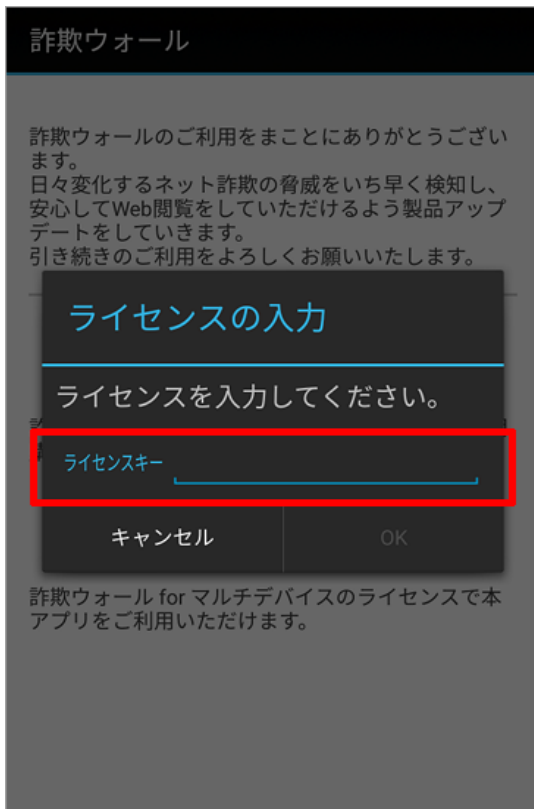 詐欺ウォール
詐欺ウォールのご利用をまことにありがとうござい
ます。
日々変化するネット詐欺の脅威をいち早く検知し、
安心してWeb閲覧をしていただけるよう製品アップ
デートをしていきます。
引き続きのご利用をよろしくお願いいたします。
ライセンスの入力
ライセンスを入力してください。
ライセンスキー
キャンセル
OK
詐欺ウォール for マルチデバイスのライセンスで本
アプリをご利用いただけます。